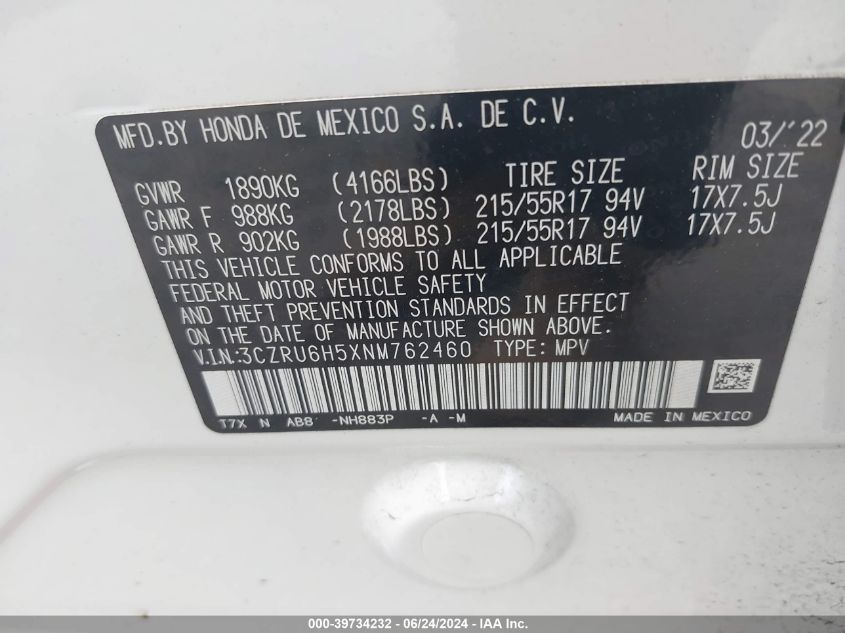 MFD.BY HONDA DE MEXICO S.A. DE C.V.
03/'22
GVWR 1890KG (4166LBS) TIRE SIZE RIM SIZE
GAWR F 988KG (2178LBS) 215/55R17 94V 17X7.5J
GAWR R 902KG (1988LBS) 215/55R17 94V 17X7.5J
THIS VEHICLE CONFORMS TO ALL APPLICABLE
FEDERAL MOTOR VEHICLE SAFETY
AND THEFT PREVENTION STANDARDS IN EFFECT
ON THE DATE OF MANUFACTURE SHOWN ABOVE.
V.I.N:3CZRU6H5XNM762460 TYPE: MPV
T7X N AB8 -NH883P -A -M MADE IN MEXICO
000-39734232 - 06/24/2024 - IAA Inc.